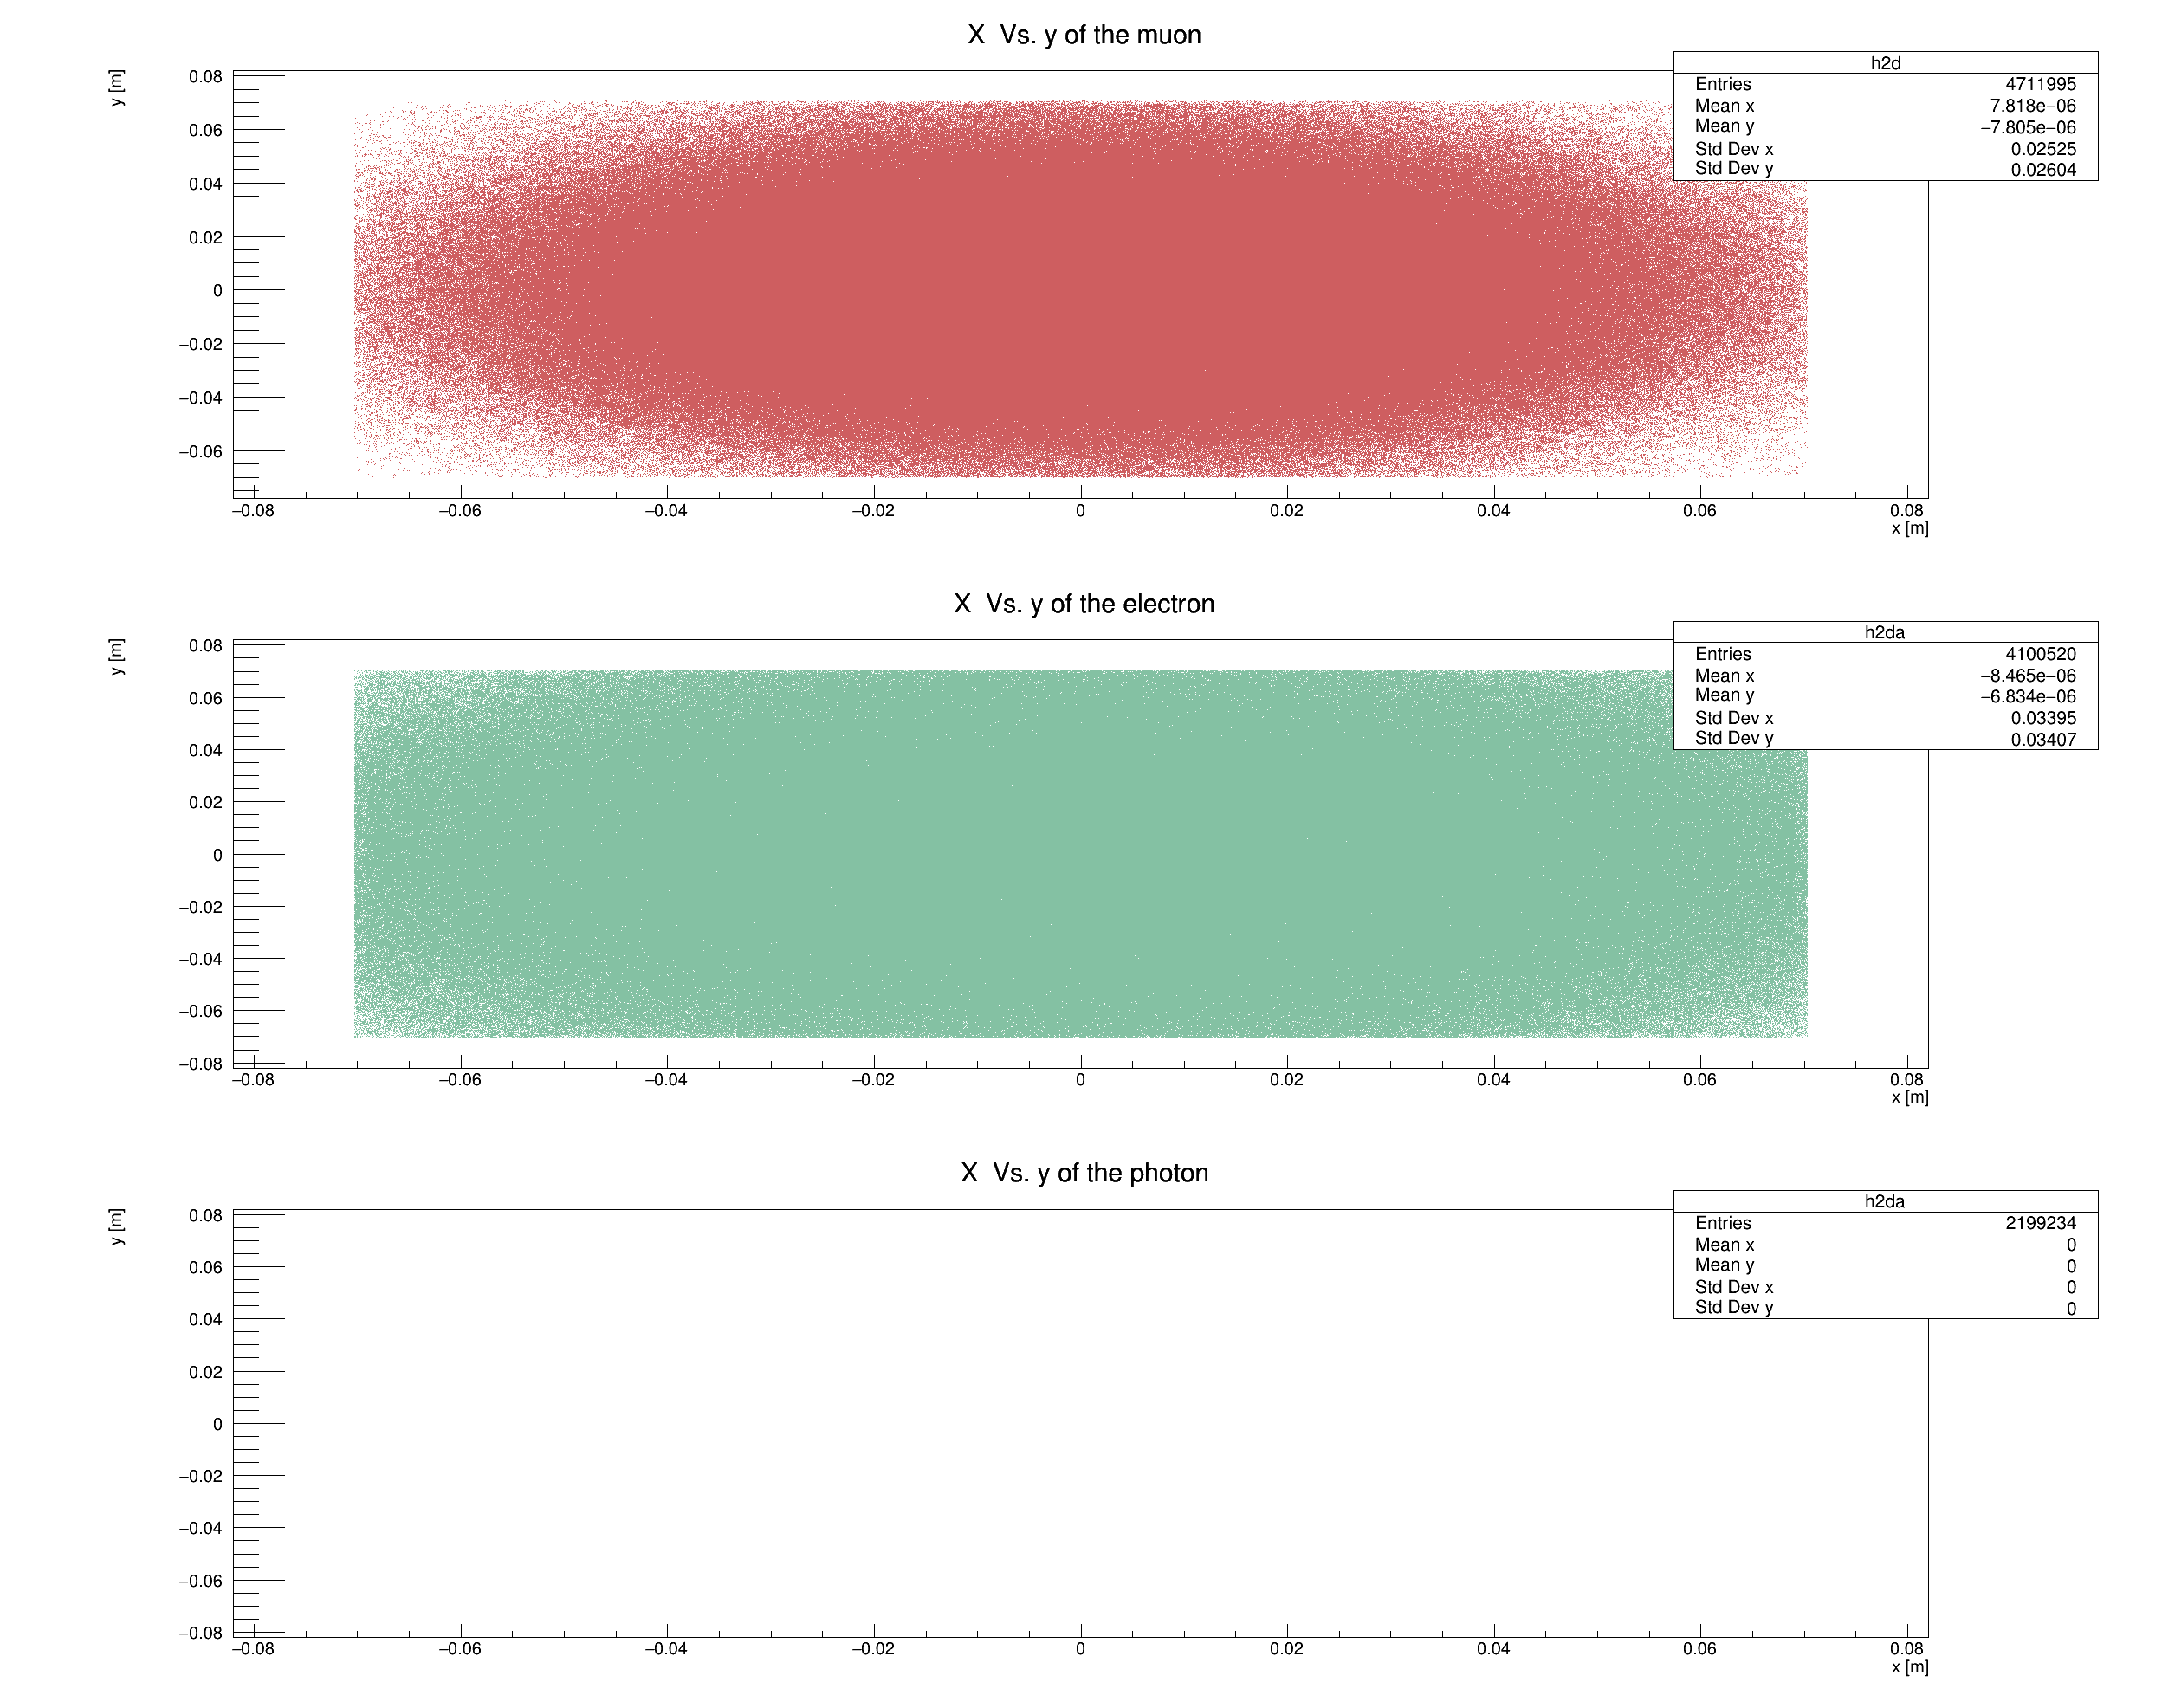 X Vs. y of the muon
y [m]
h2d
Entries 4711995
Mean x 7.818e−06
Mean y −7.805e−06
Std Dev x 0.02525
Std Dev y 0.02604
0.08
0.06
0.04
0.02
0
−0.02
−0.04
−0.06
−0.08 −0.06 −0.04 −0.02 0 0.02 0.04 0.06 0.08
x [m]
X Vs. y of the electron
y [m]
h2da
Entries 4100520
Mean x −8.465e−06
Mean y −6.834e−06
Std Dev x 0.03395
Std Dev y 0.03407
0.08
0.06
0.04
0.02
0
−0.02
−0.04
−0.06
−0.08
−0.08 −0.06 −0.04 −0.02 0 0.02 0.04 0.06 0.08
x [m]
X Vs. y of the photon
y [m]
h2da
Entries 2199234
Mean x 0
Mean y 0
Std Dev x 0
Std Dev y 0
0.08
0.06
0.04
0.02
0
−0.02
−0.04
−0.06
−0.08
−0.08 −0.06 −0.04 −0.02 0 0.02 0.04 0.06 0.08
x [m]